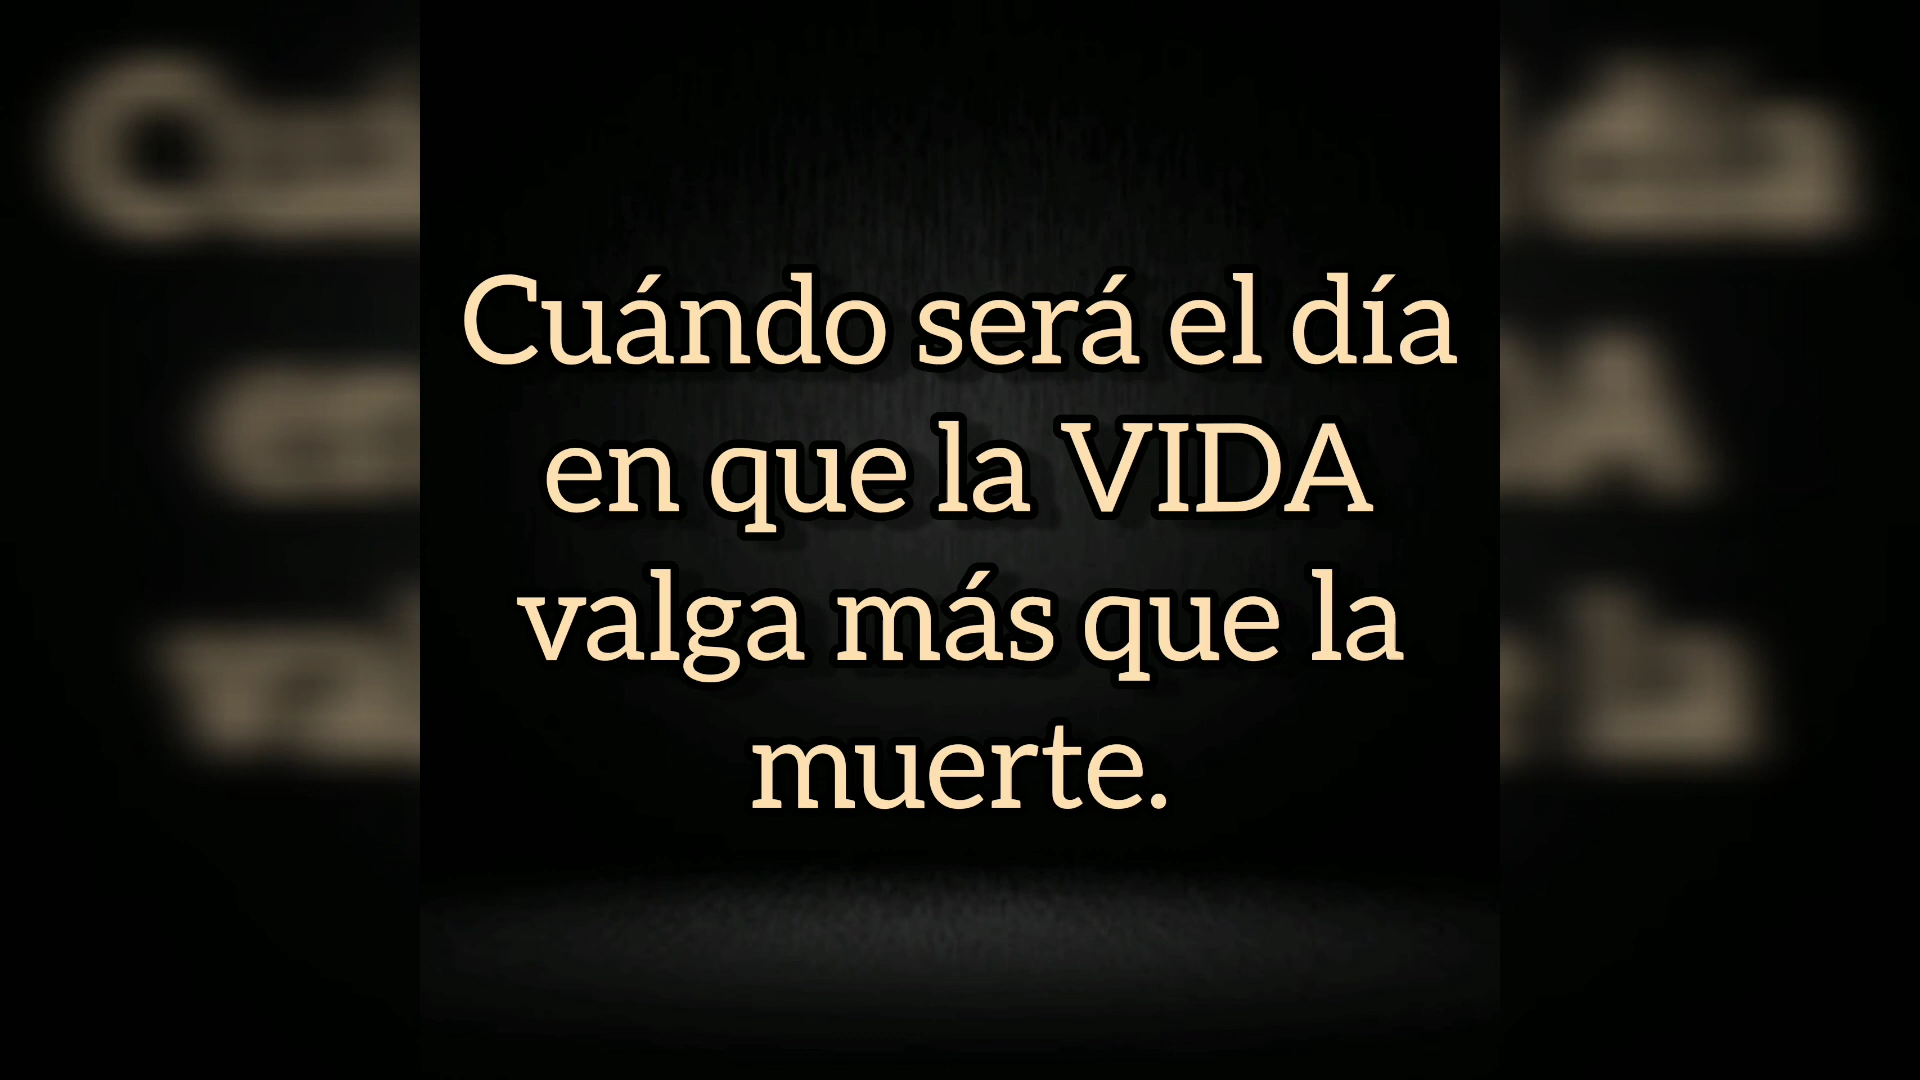 Cuándo será el día
en que la VIDA
valga más que la
muerte.